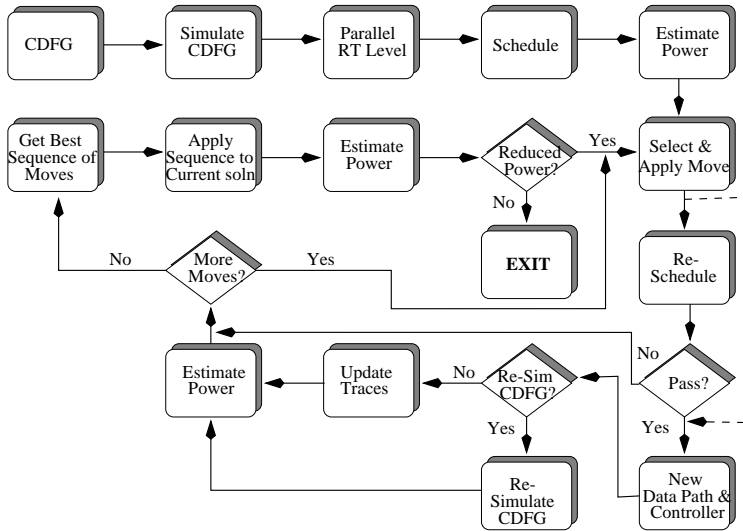 CDFG
Simulate
CDFG
Parallel
RT Level
Schedule
Estimate
Power
Get Best
Sequence of
Moves
Apply
Sequence to
Current soln
Estimate
Power
Reduced
Power?
Yes
No
Select &
Apply Move
EXIT
Re-
Schedule
More
Moves?
No
Yes
Estimate
Power
Update
Traces
No
Re-Sim
CDFG?
Yes
No
Pass?
Yes
Re-
Simulate
CDFG
New
Data Path &
Controller